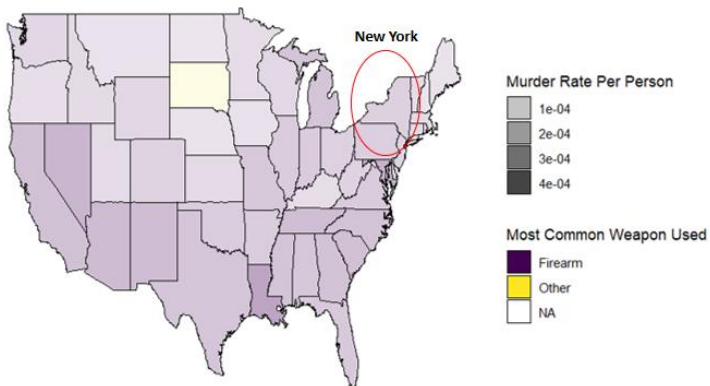 New York
Murder Rate Per Person
1e-04
2e-04
3e-04
4e-04
Most Common Weapon Used
Firearm
Other
NA